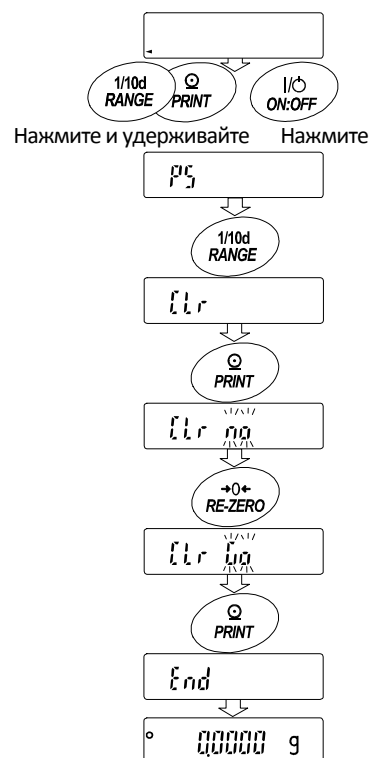 1/10d RANGE
PRINT
I/ ON:OFF
Нажмите и удерживайте Нажмите
PS
1/10d
RANGE
CLr
PRINT
CLr no
→0←
RE-ZERO
CLr Go
PRINT
End
0.0000 g